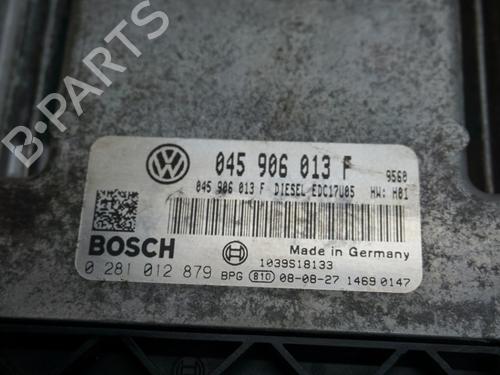 B-PARTS
045 906 013 F 9560
045 906 013 F DIESEL EDC17U05 HW: H01
BOSCH
Made in Germany
1039S18133
0 281 012 879 BPG 810 08-08-27 1469 0147